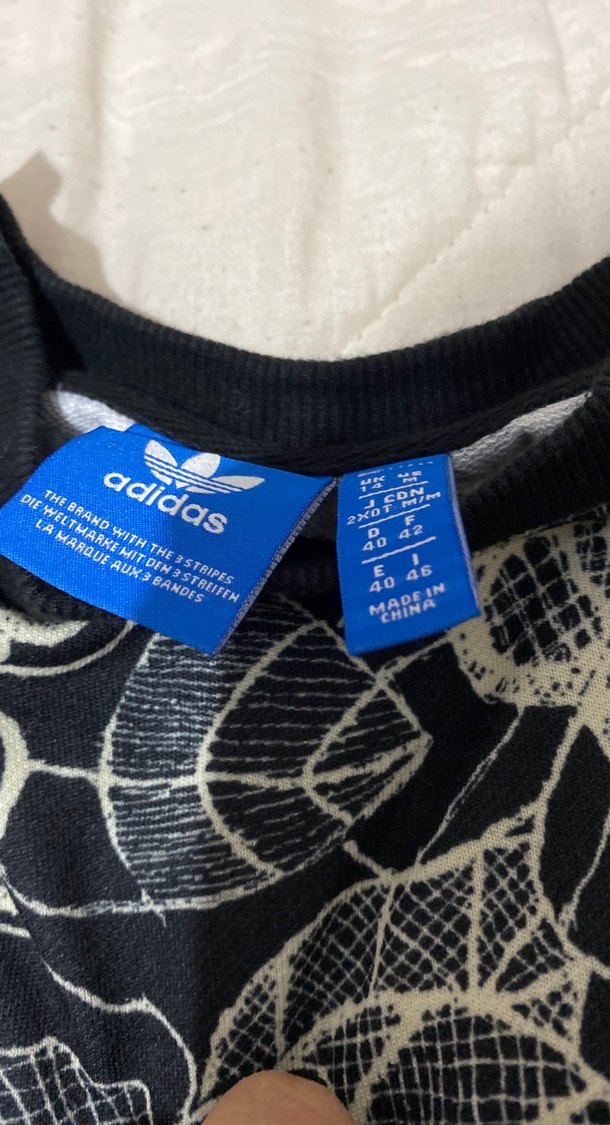 adidas
THE BRAND WITH THE 3 STRIPES
DIE WELTMARKE MIT DEN 3 STREIFEN
LA MARQUE AUX 3 BANDES
UK US
14 M
J CDN
2XOT M/M
D F
40 42
E I
40 46
MADE IN
CHINA